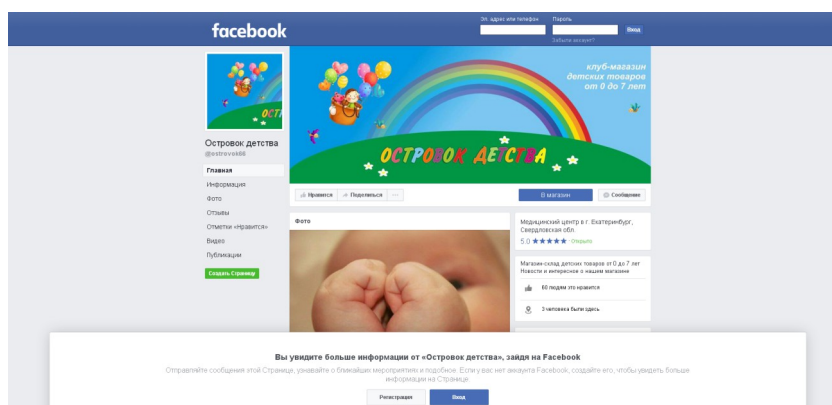 facebook
Эл. адрес или телефон
Пароль
Вход
Забыли аккаунт?
ОСТ
клуб-магазин
детских товаров
от 0 до 7 лет
ОСТРОВОК ДЕТСТВА
Островок детства
@ostrovok66
Главная
Информация
Фото
Отзывы
Отметки «Нравится»
Видео
Публикации
Создать Страницу
Нравится
Поделиться
В магазин
Сообщение
Фото
Медицинский центр в г. Екатеринбург,
Свердловская обл.
5.0 ★★★★★ · Открыто
Магазин-склад детских товаров от 0 до 7 лет
Новости и интересное о нашем магазине
60 людям это нравится
3 человека были здесь
Вы увидите больше информации от «Островок детства», зайдя на Facebook
Отправляйте сообщения этой Странице, узнавайте о ближайших мероприятиях и подобное. Если у вас нет аккаунта Facebook, создайте его, чтобы увидеть больше
информации на Странице.
Регистрация
Вход